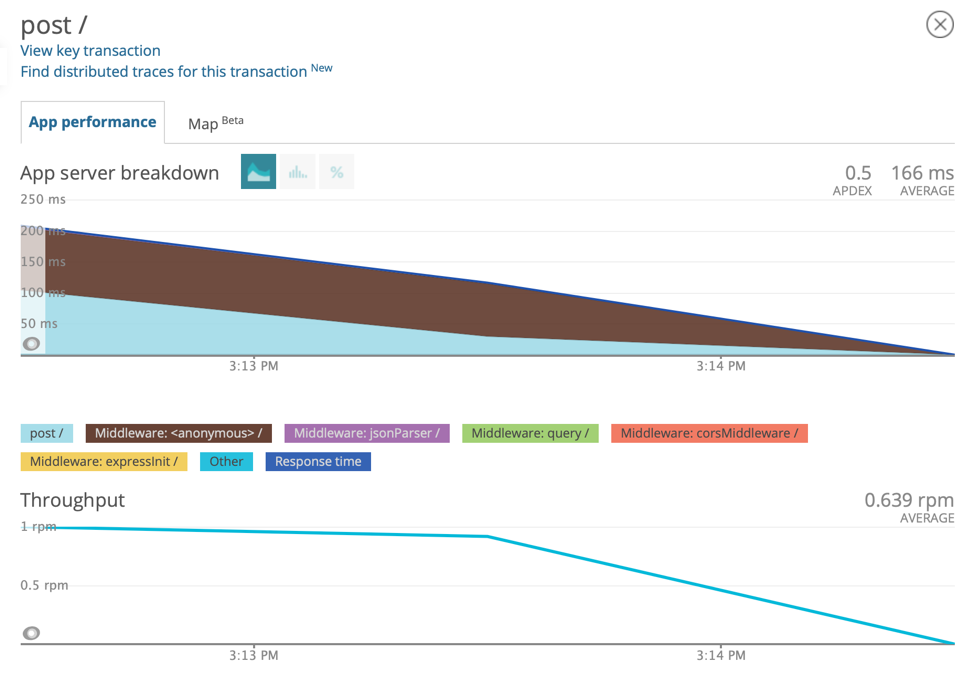 post /
View key transaction
Find distributed traces for this transaction New
App performance
Map Beta
App server breakdown
%
0.5
APDEX
166 ms
AVERAGE
250 ms
200 ms
150 ms
100 ms
50 ms
3:13 PM
3:14 PM
post / Middleware: <anonymous> / Middleware: jsonParser / Middleware: query / Middleware: corsMiddleware /
Middleware: expressInit / Other Response time
Throughput
0.639 rpm
AVERAGE
1 rpm
0.5 rpm
3:13 PM
3:14 PM